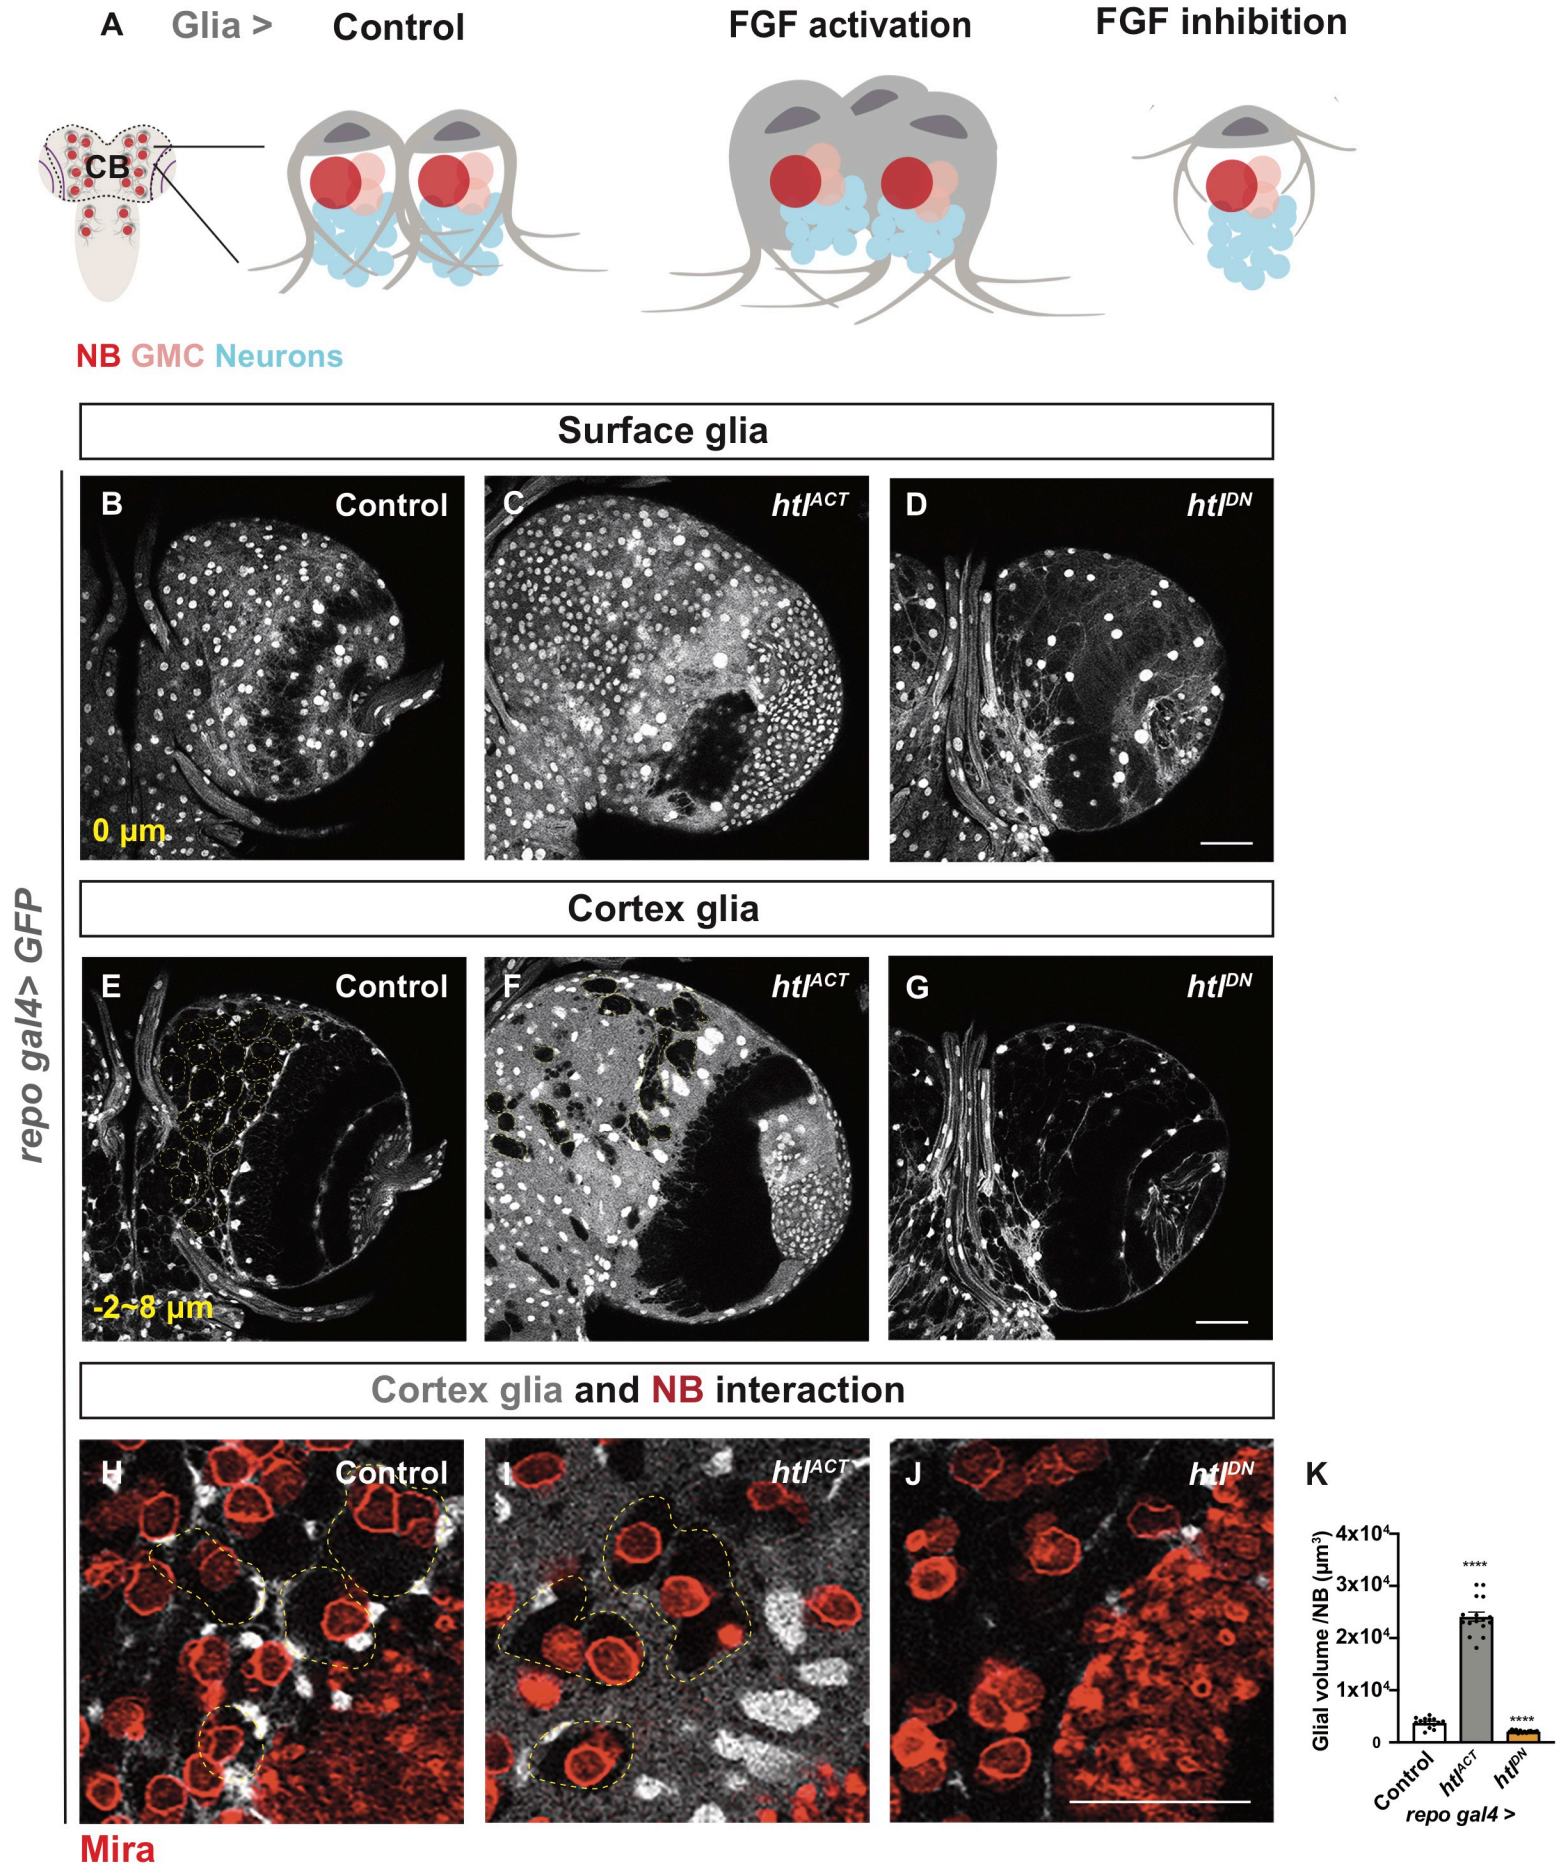 A Glia > Control FGF activation FGF inhibition
CB
NB GMC Neurons
Surface glia
B Control
C htlACT
D htlDN
0 µm
Cortex glia
repo gal4> GFP
E Control
F htlACT
G htlDN
-2~8 µm
Cortex glia and NB interaction
H Control
I htlACT
J htlDN
Mira
K
Glial volume /NB (µm³)
4x10⁴
3x10⁴
2x10⁴
1x10⁴
0
****
****
Control
htlACT
htlDN
repo gal4 >